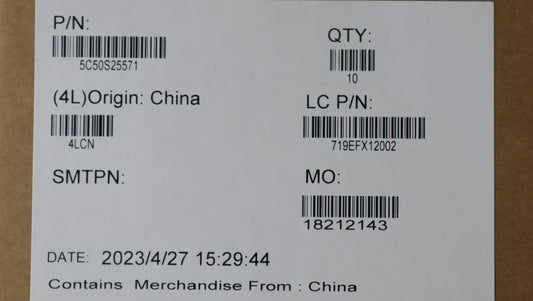 P/N:
QTY:
5C50S25571
10
(4L)Origin: China
LC P/N:
4LCN
719EFX12002
SMTPN:
MO:
18212143
DATE: 2023/4/27 15:29:44
Contains Merchandise From : China